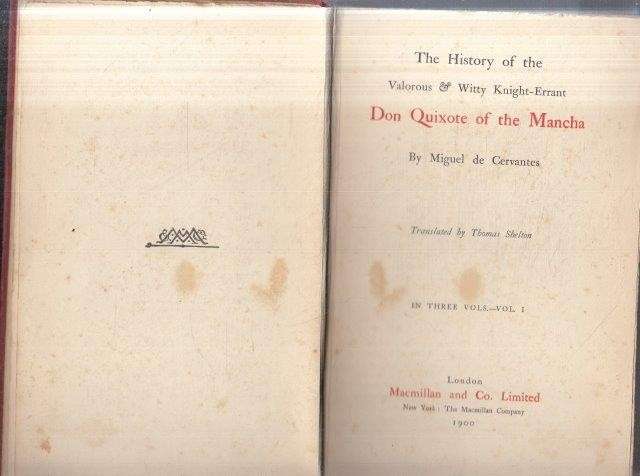 The History of the
Valorous & Witty Knight-Errant
Don Quixote of the Mancha
By Miguel de Cervantes
Translated by Thomas Shelton
IN THREE VOLS.—VOL. I
London
Macmillan and Co. Limited
New York: The Macmillan Company
1900